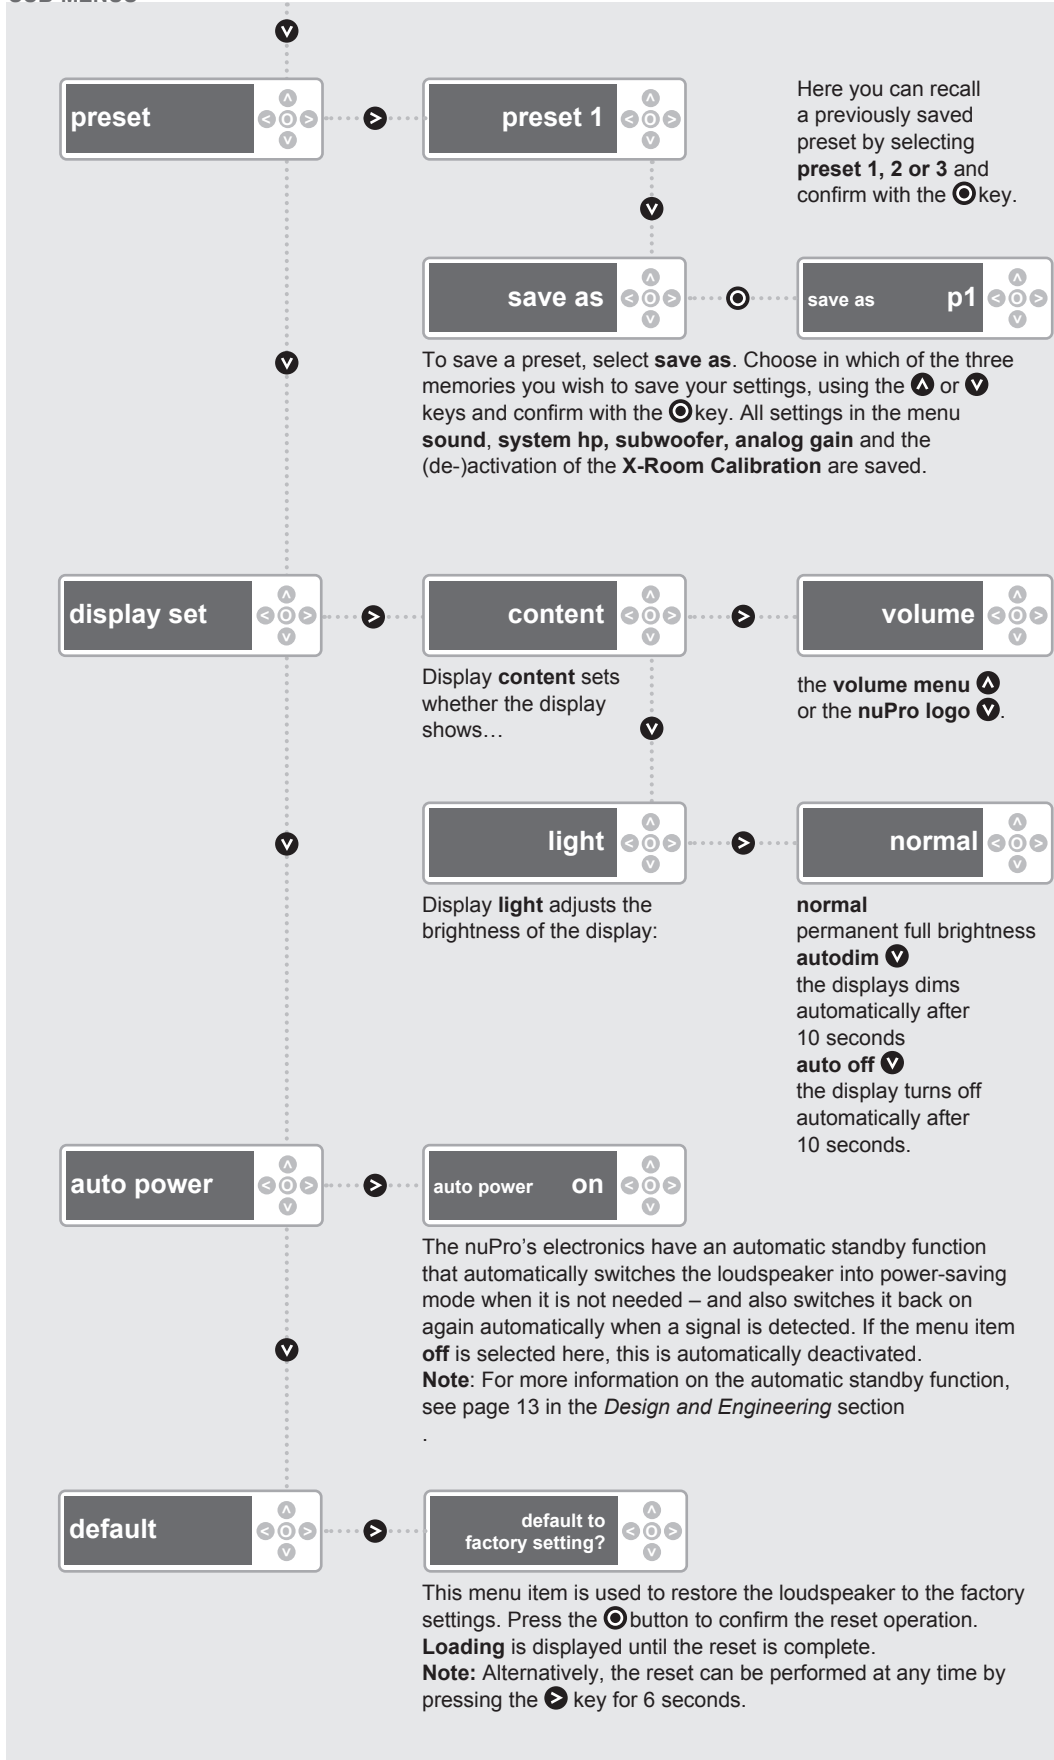 SUB MENUS
preset
preset 1
Here you can recall
a previously saved
preset by selecting
preset 1, 2 or 3 and
confirm with the key.
save as
save as p1
To save a preset, select save as. Choose in which of the three
memories you wish to save your settings, using the or
keys and confirm with the key. All settings in the menu
sound, system hp, subwoofer, analog gain and the
(de-)activation of the X-Room Calibration are saved.
display set
content
volume
Display content sets
whether the display
shows…
the volume menu
or the nuPro logo .
light
normal
Display light adjusts the
brightness of the display:
normal
permanent full brightness
autodim
the displays dims
automatically after
10 seconds
auto off
the display turns off
automatically after
10 seconds.
auto power
auto power on
The nuPro’s electronics have an automatic standby function
that automatically switches the loudspeaker into power-saving
mode when it is not needed – and also switches it back on
again automatically when a signal is detected. If the menu item
off is selected here, this is automatically deactivated.
Note: For more information on the automatic standby function,
see page 13 in the Design and Engineering section
.
default
default to
factory setting?
This menu item is used to restore the loudspeaker to the factory
settings. Press the button to confirm the reset operation.
Loading is displayed until the reset is complete.
Note: Alternatively, the reset can be performed at any time by
pressing the key for 6 seconds.